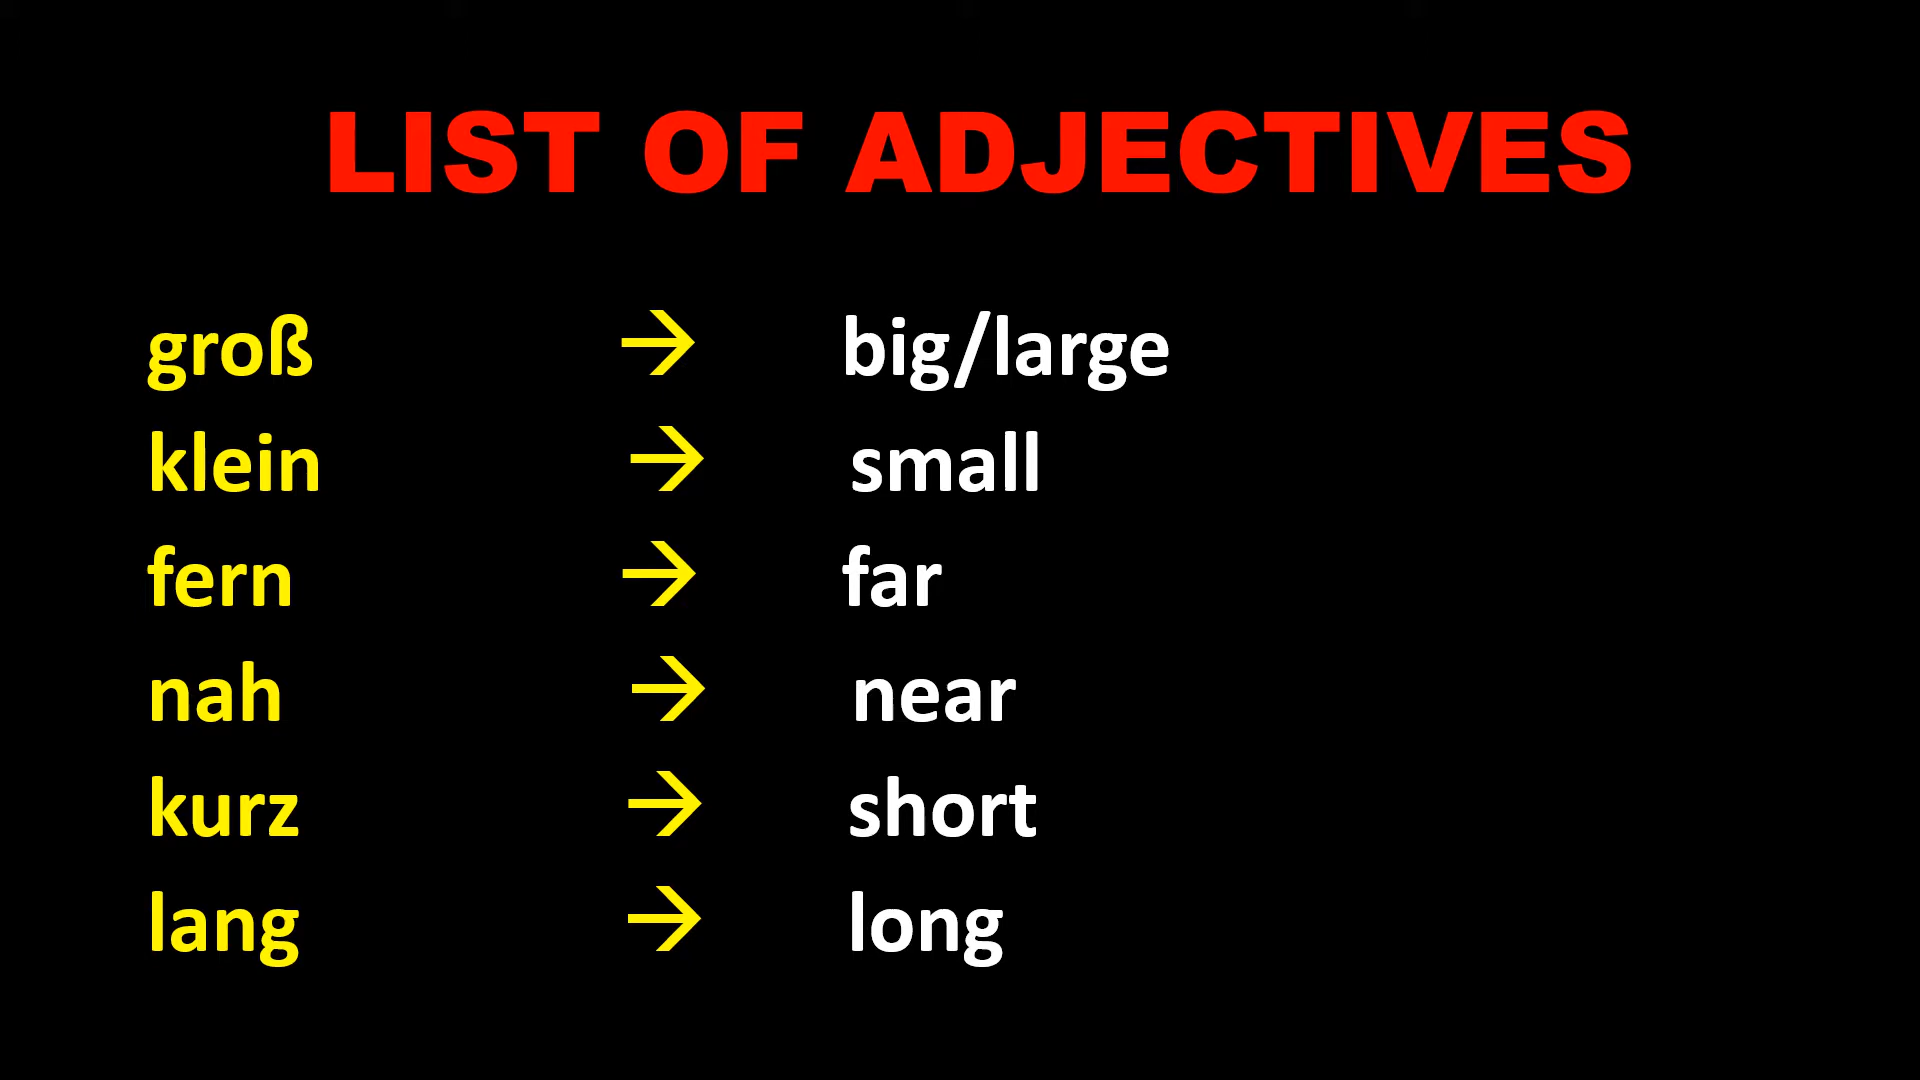 LIST OF ADJECTIVES
groß → big/large
klein → small
fern → far
nah → near
kurz → short
lang → long